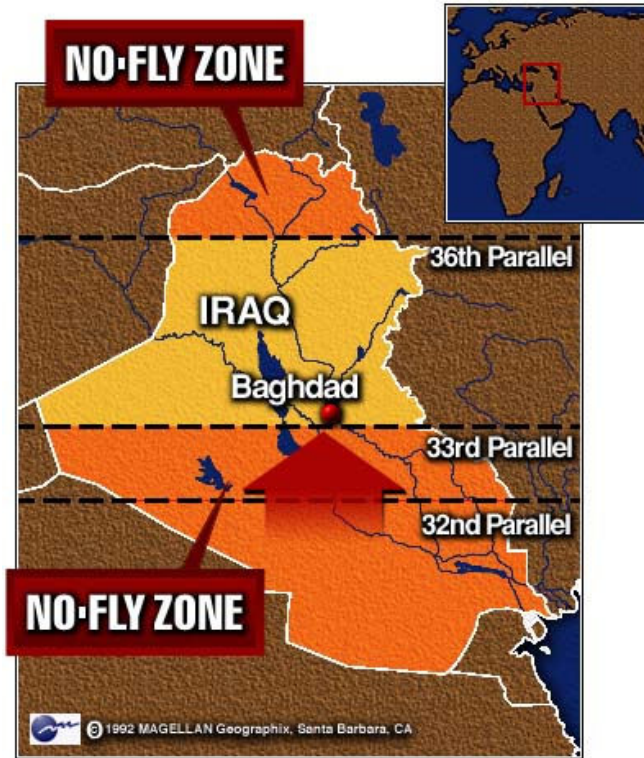 NO·FLY ZONE
36th Parallel
IRAQ
Baghdad
33rd Parallel
32nd Parallel
NO·FLY ZONE
© 1992 MAGELLAN Geographix, Santa Barbara, CA